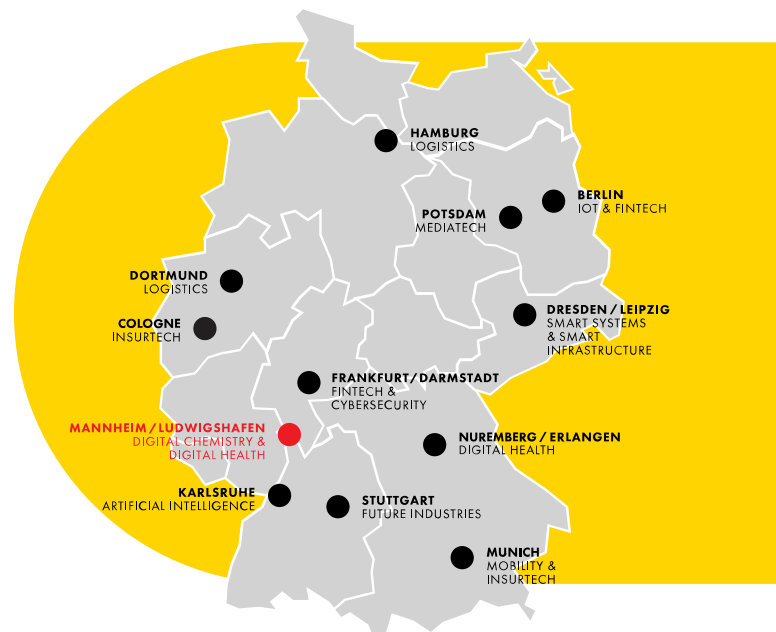 HAMBURG
LOGISTICS
BERLIN
IOT & FINTECH
POTSDAM
MEDIATECH
DORTMUND
LOGISTICS
COLOGNE
INSURTECH
DRESDEN / LEIPZIG
SMART SYSTEMS
& SMART
INFRASTRUCTURE
FRANKFURT / DARMSTADT
FINTECH &
CYBERSECURITY
MANNHEIM / LUDWIGSHAFEN
DIGITAL CHEMISTRY &
DIGITAL HEALTH
NUREMBERG / ERLANGEN
DIGITAL HEALTH
KARLSRUHE
ARTIFICIAL INTELLIGENCE
STUTTGART
FUTURE INDUSTRIES
MUNICH
MOBILITY &
INSURTECH